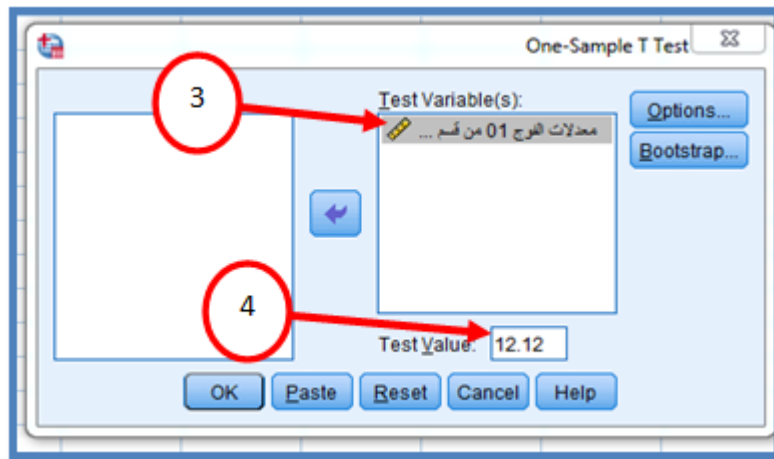 One-Sample T Test
3
Test Variable(s):
معدلات الفوج 01 من قسم ...
Options...
Bootstrap...
4
Test Value: 12.12
OK Paste Reset Cancel Help